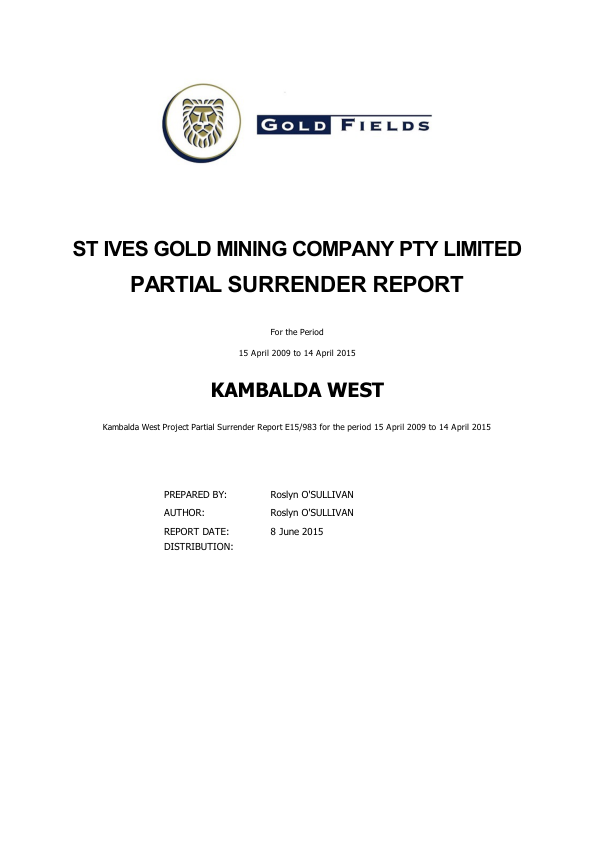 GOLD FIELDS
ST IVES GOLD MINING COMPANY PTY LIMITED
PARTIAL SURRENDER REPORT
For the Period
15 April 2009 to 14 April 2015
KAMBALDA WEST
Kambalda West Project Partial Surrender Report E15/983 for the period 15 April 2009 to 14 April 2015
PREPARED BY: Roslyn O'SULLIVAN
AUTHOR: Roslyn O'SULLIVAN
REPORT DATE: 8 June 2015
DISTRIBUTION: